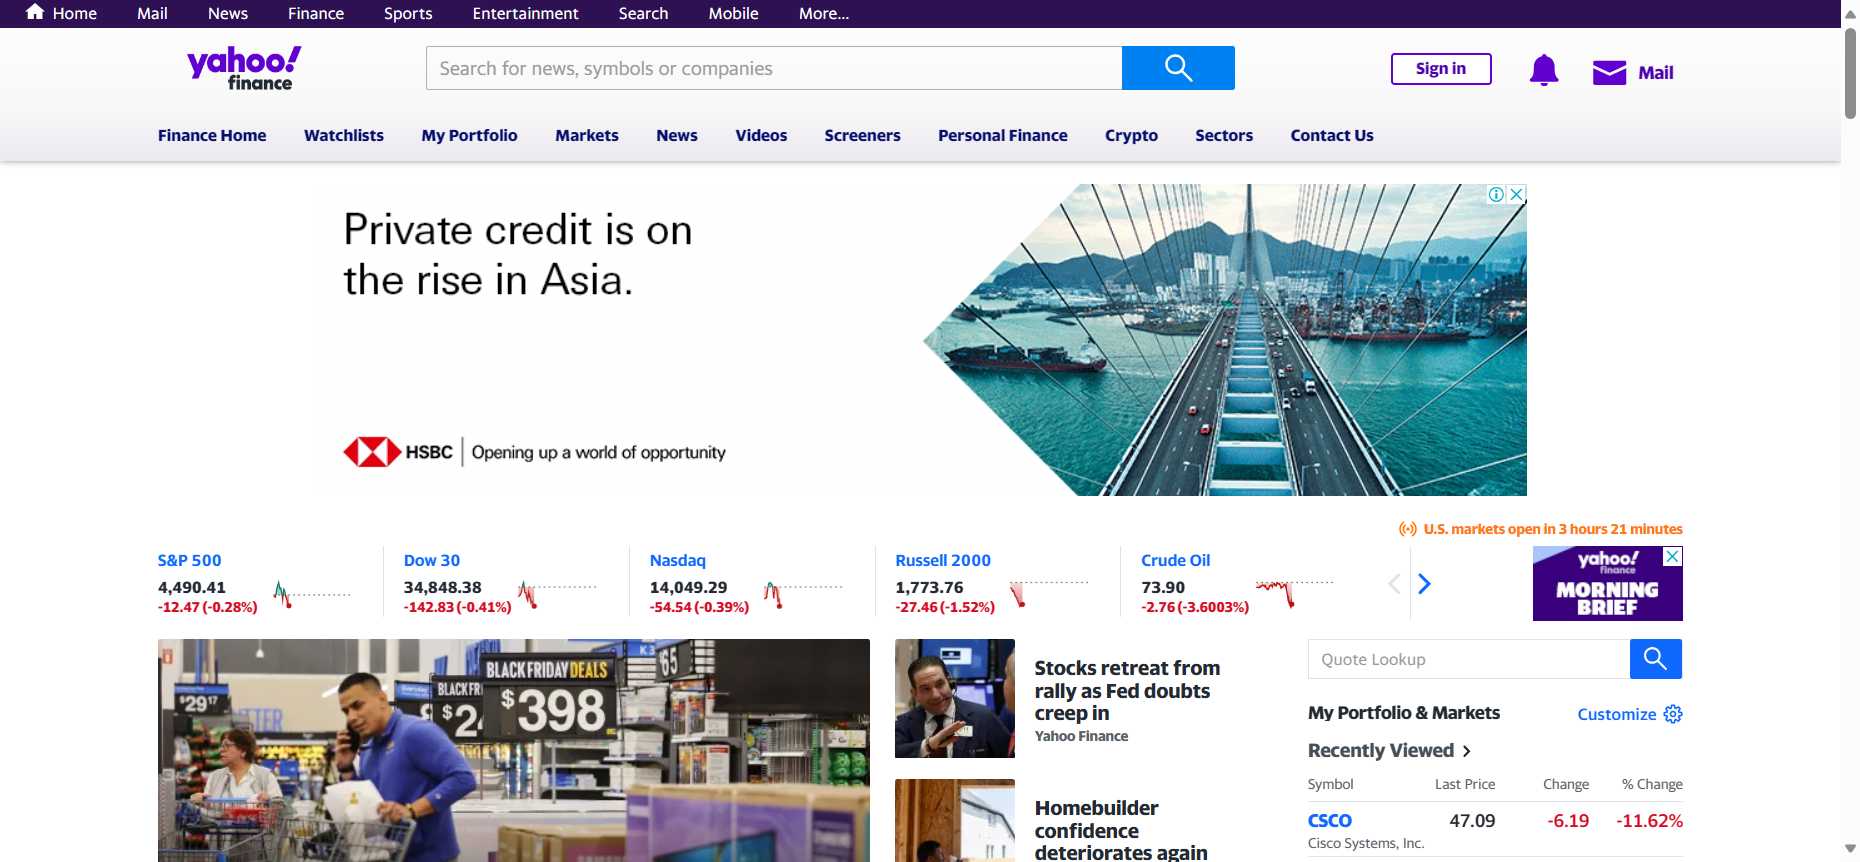 Home Mail News Finance Sports Entertainment Search Mobile More...
yahoo!
finance
Search for news, symbols or companies
Sign in
Mail
Finance Home Watchlists My Portfolio Markets News Videos Screeners Personal Finance Crypto Sectors Contact Us
Private credit is on
the rise in Asia.
HSBC | Opening up a world of opportunity
U.S. markets open in 3 hours 21 minutes
S&P 500
4,490.41
-12.47 (-0.28%)
Dow 30
34,848.38
-142.83 (-0.41%)
Nasdaq
14,049.29
-54.54 (-0.39%)
Russell 2000
1,773.76
-27.46 (-1.52%)
Crude Oil
73.90
-2.76 (-3.6003%)
yahoo!
finance
MORNING
BRIEF
BLACK FRIDAY DEALS
$398
BLACK FR
$2
$29 17
65
K 3
Stocks retreat from
rally as Fed doubts
creep in
Yahoo Finance
Homebuilder
confidence
deteriorates again
Quote Lookup
My Portfolio & Markets
Customize
Recently Viewed
Symbol Last Price Change % Change
CSCO 47.09 -6.19 -11.62%
Cisco Systems, Inc.